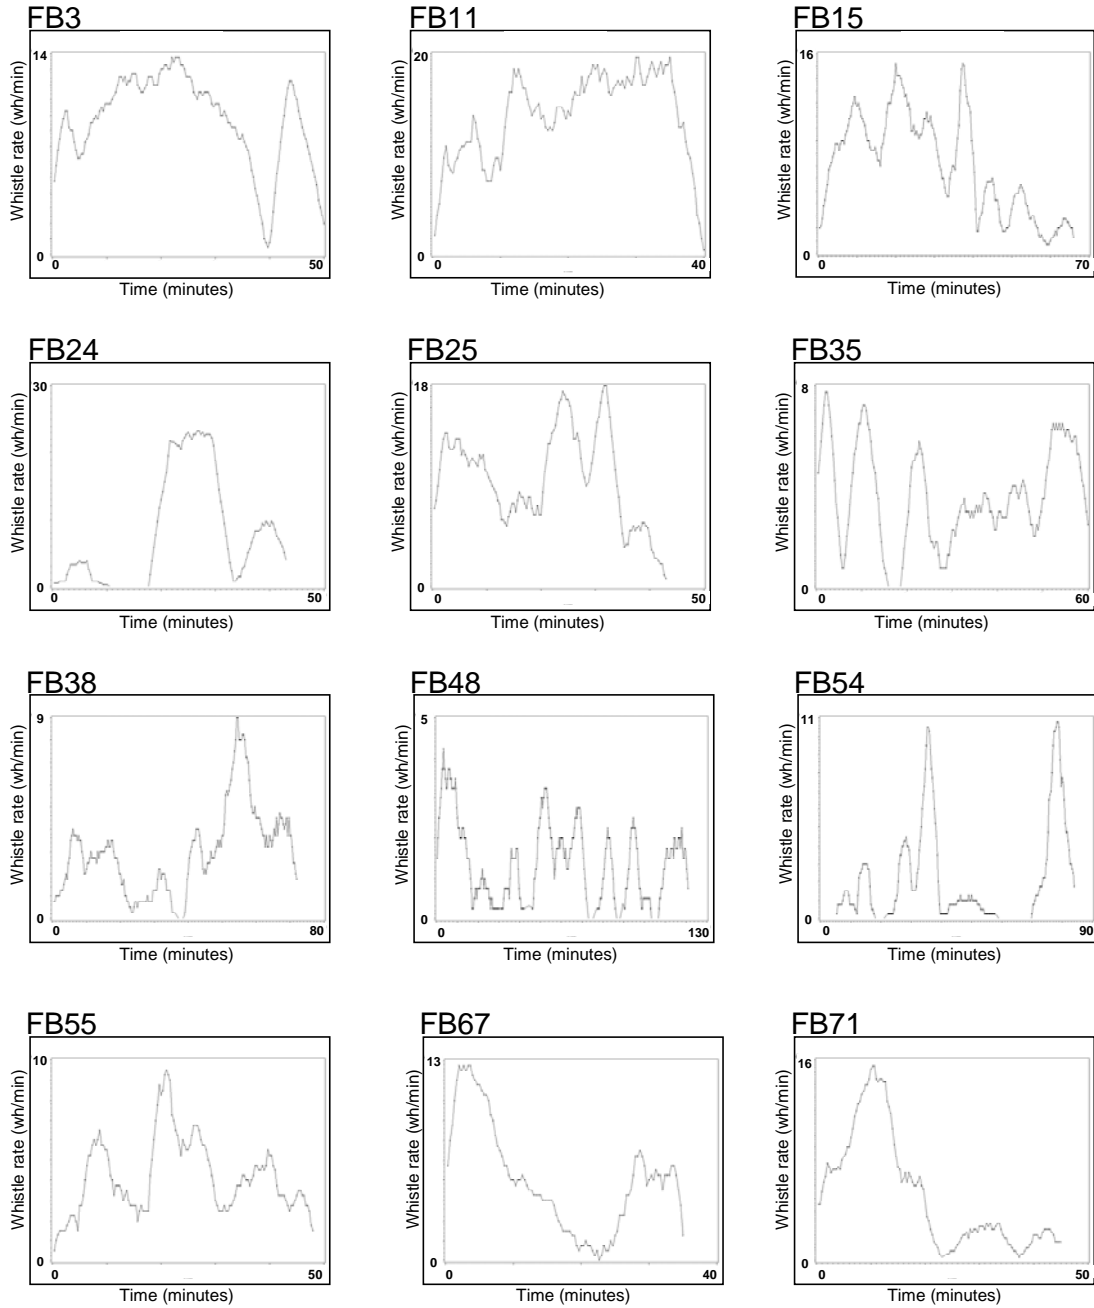 FB3
14
Whistle rate (wh/min)
0
0
50
Time (minutes)
FB11
20
Whistle rate (wh/min)
0
0
40
Time (minutes)
FB15
16
Whistle rate (wh/min)
0
0
70
Time (minutes)
FB24
30
Whistle rate (wh/min)
0
0
50
Time (minutes)
FB25
18
Whistle rate (wh/min)
0
0
50
Time (minutes)
FB35
8
Whistle rate (wh/min)
0
0
60
Time (minutes)
FB38
9
Whistle rate (wh/min)
0
0
80
Time (minutes)
FB48
5
Whistle rate (wh/min)
0
0
130
Time (minutes)
FB54
11
Whistle rate (wh/min)
0
0
90
Time (minutes)
FB55
10
Whistle rate (wh/min)
0
0
50
Time (minutes)
FB67
13
Whistle rate (wh/min)
0
0
40
Time (minutes)
FB71
16
Whistle rate (wh/min)
0
0
50
Time (minutes)